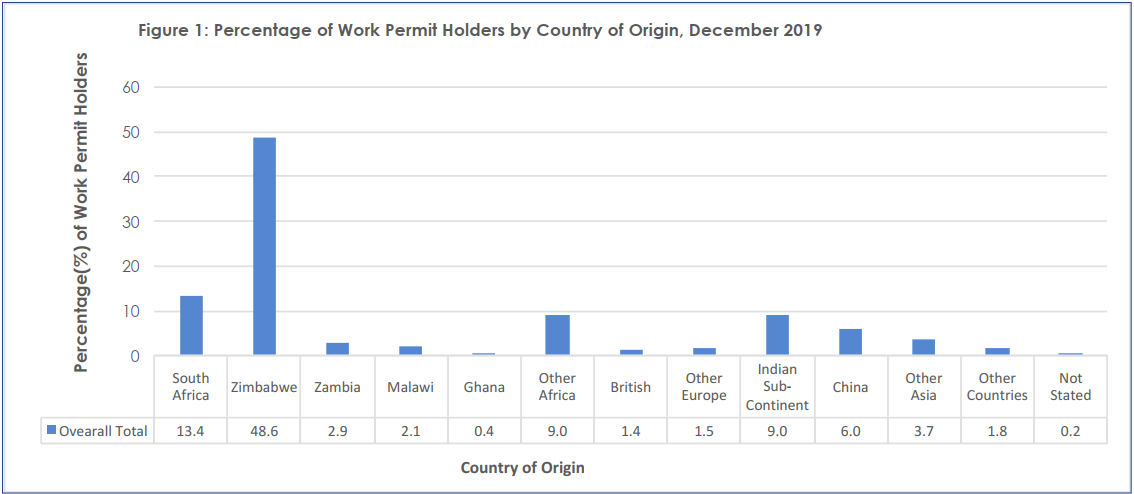 Figure 1: Percentage of Work Permit Holders by Country of Origin, December 2019
Percentage(%) of Work Permit Holders
60
50
40
30
20
10
0
South Africa
Zimbabwe
Zambia
Malawi
Ghana
Other Africa
British
Other Europe
Indian Sub-Continent
China
Other Asia
Other Countries
Not Stated
Ovearall Total 13.4 48.6 2.9 2.1 0.4 9.0 1.4 1.5 9.0 6.0 3.7 1.8 0.2
Country of Origin